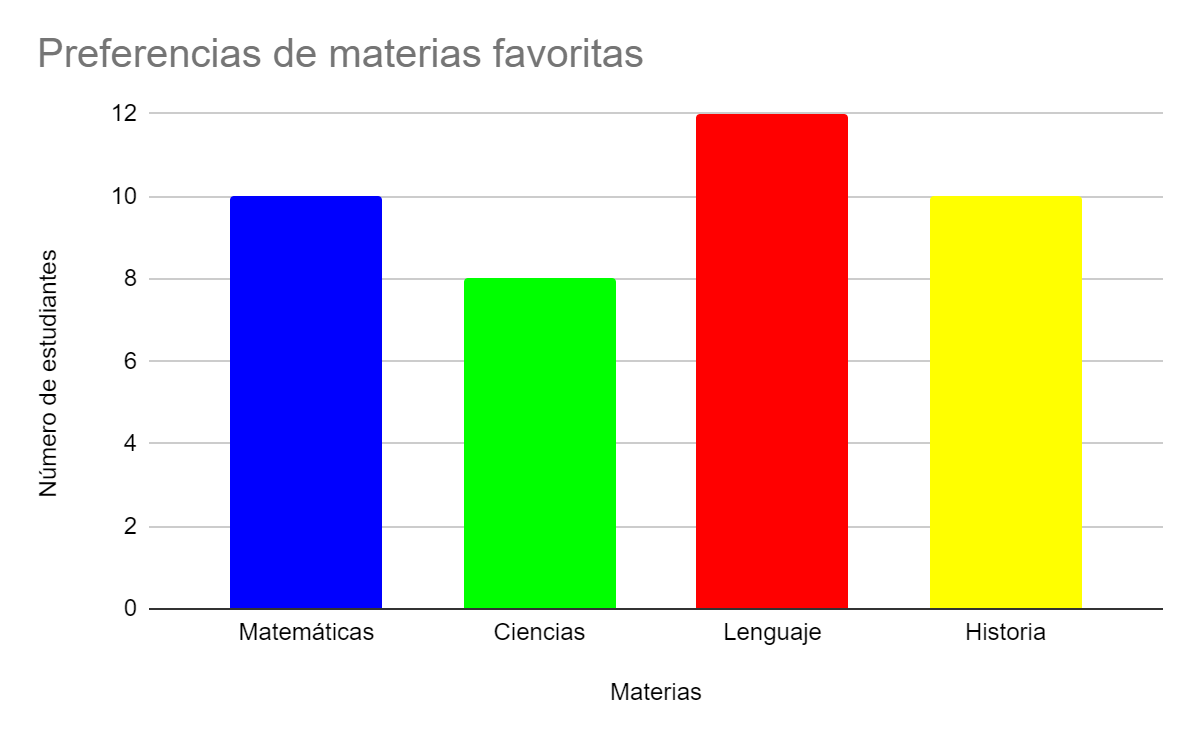 Preferencias de materias favoritas
Número de estudiantes
12
10
8
6
4
2
0
Matemáticas
Ciencias
Lenguaje
Historia
Materias